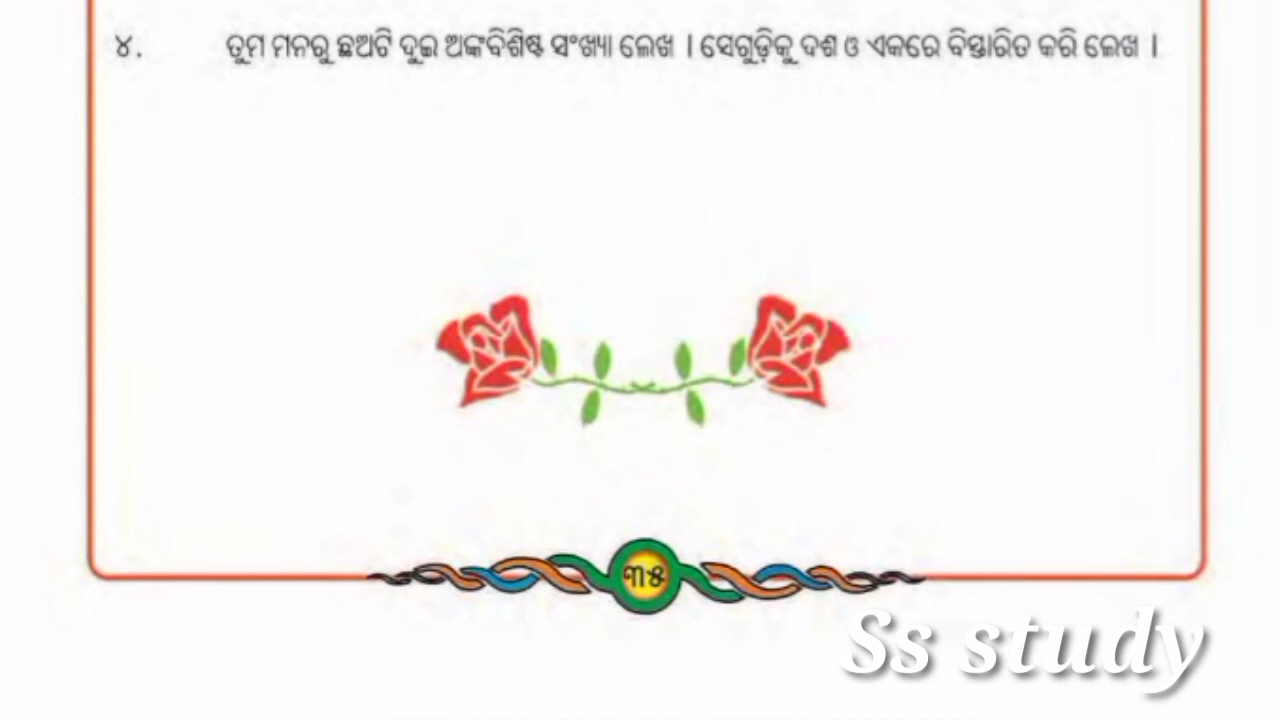 ୪. ତୁମ ମନରୁ ଛଅଟି ଦୁଇ ଅଙ୍କବିଶିଷ୍ଟ ସଂଖ୍ୟା ଲେଖ । ସେଗୁଡ଼ିକୁ ଦଶ ଓ ଏକରେ ବିସ୍ତାରିତ କରି ଲେଖ ।
୩୫
Ss study